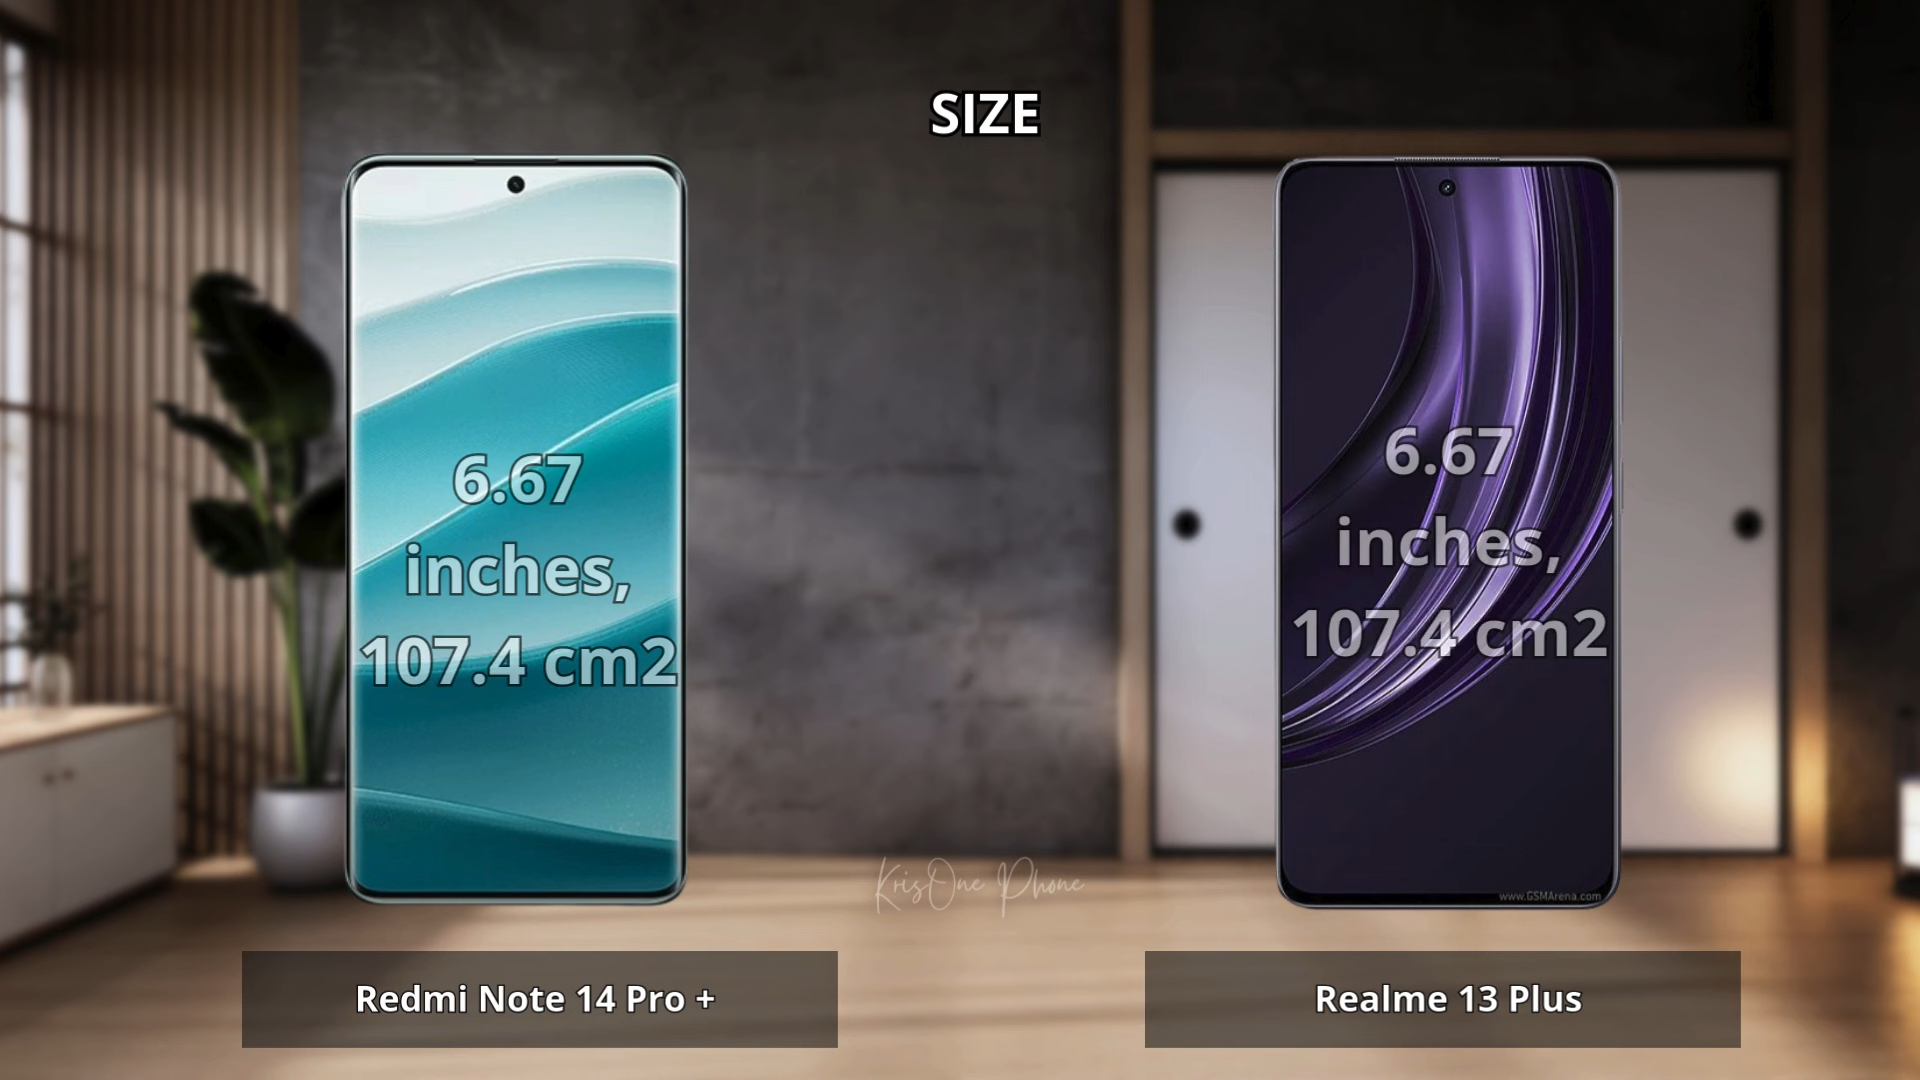 SIZE
6.67
inches,
107.4 cm2
6.67
inches,
107.4 cm2
www.GSMArena.com
KrisOne Phone
Redmi Note 14 Pro +
Realme 13 Plus